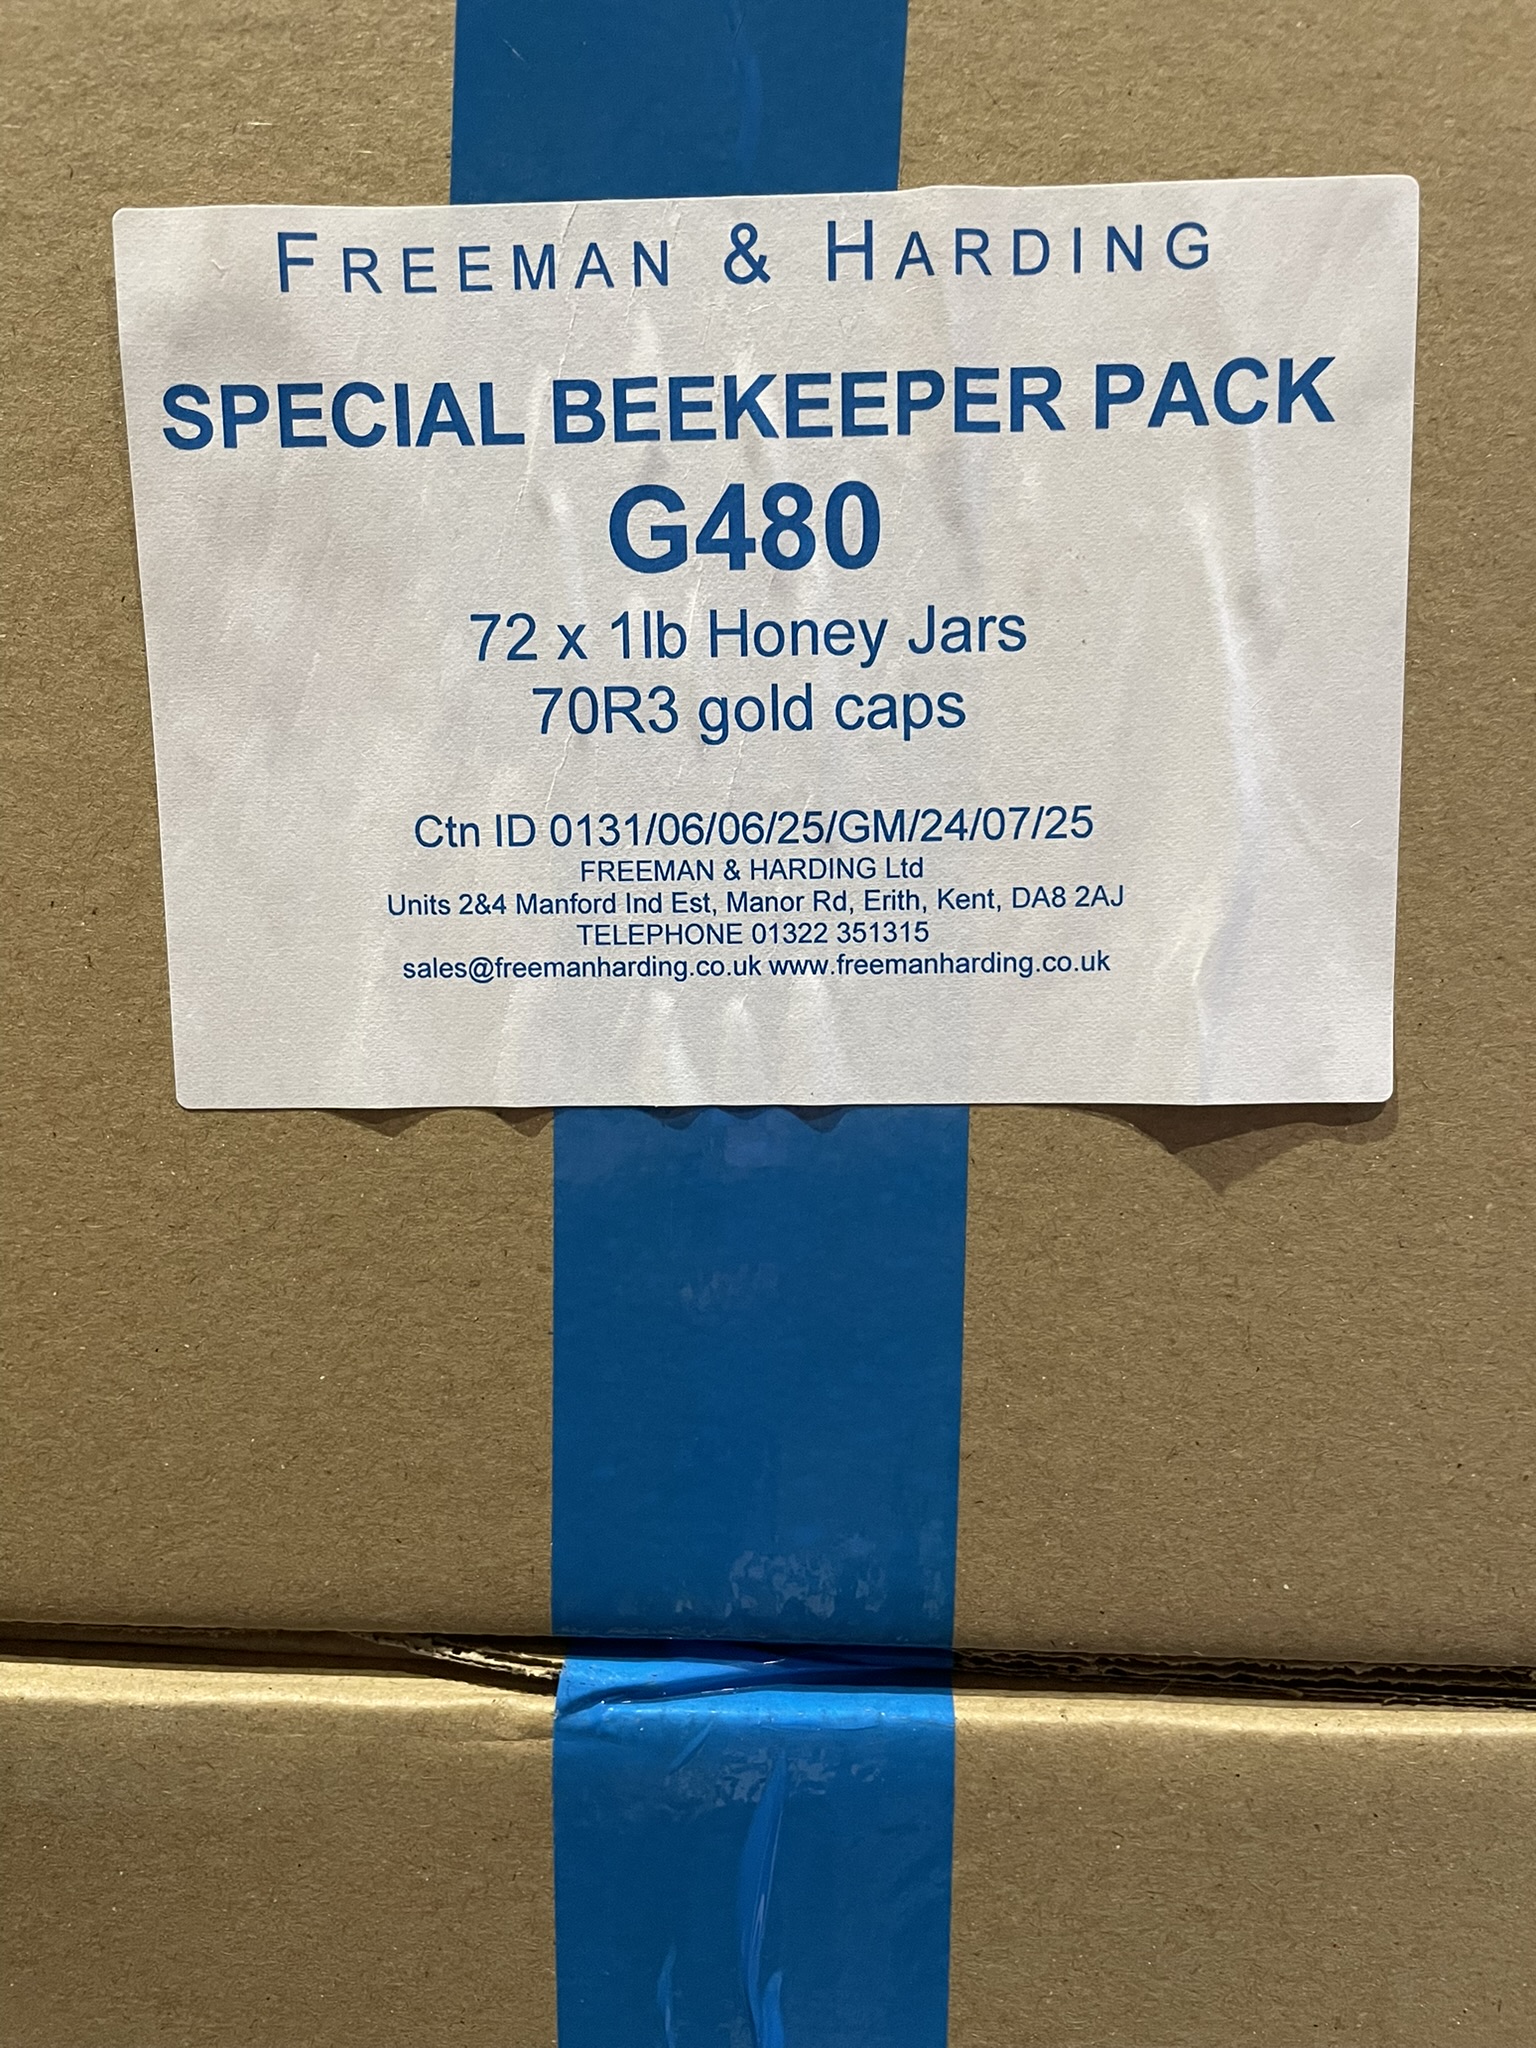 FREEMAN & HARDING
SPECIAL BEEKEEPER PACK
G480
72 x 1lb Honey Jars
70R3 gold caps
Ctn ID 0131/06/06/25/GM/24/07/25
FREEMAN & HARDING Ltd
Units 2&4 Manford Ind Est, Manor Rd, Erith, Kent, DA8 2AJ
TELEPHONE 01322 351315
sales@freemanharding.co.uk www.freemanharding.co.uk